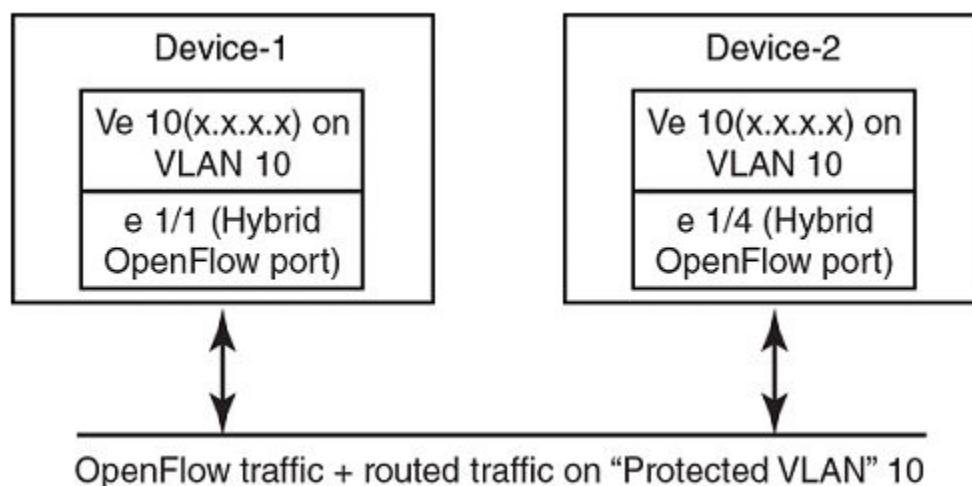 Device-1
Ve 10(x.x.x.x) on
VLAN 10
e 1/1 (Hybrid
OpenFlow port)
Device-2
Ve 10(x.x.x.x) on
VLAN 10
e 1/4 (Hybrid
OpenFlow port)
OpenFlow traffic + routed traffic on “Protected VLAN” 10